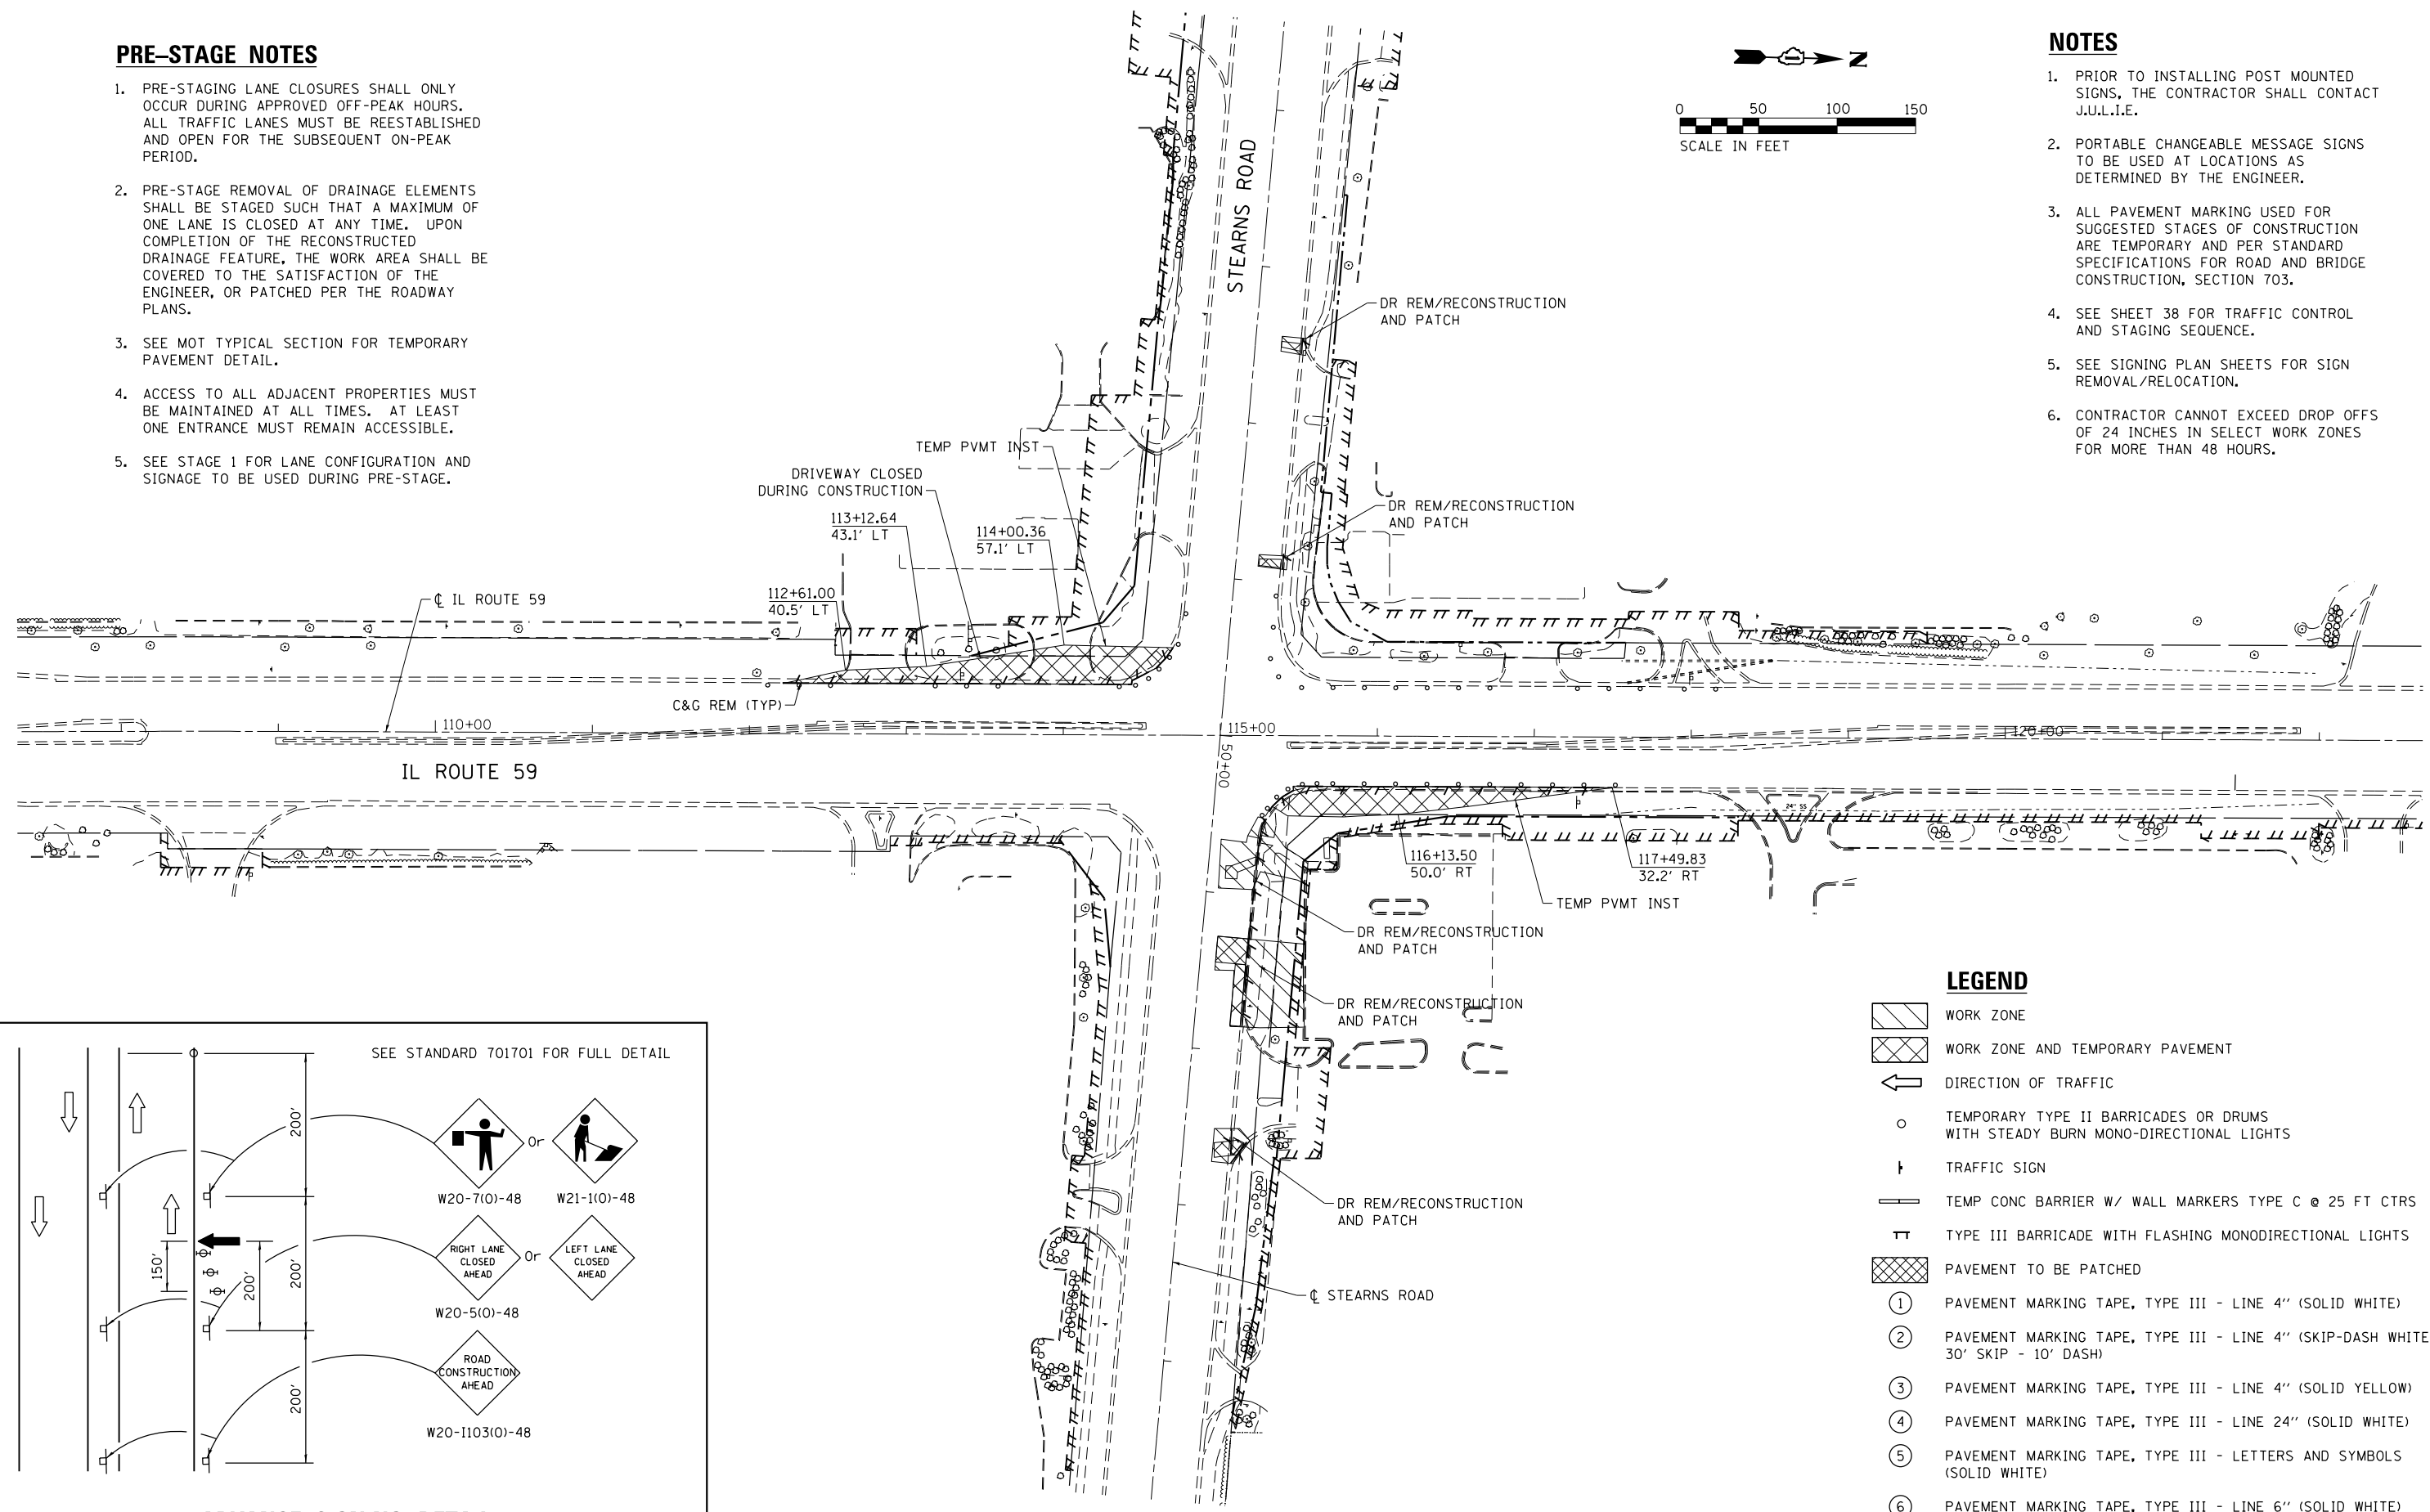 PRE–STAGE NOTES
1. PRE-STAGING LANE CLOSURES SHALL ONLY
OCCUR DURING APPROVED OFF-PEAK HOURS.
ALL TRAFFIC LANES MUST BE REESTABLISHED
AND OPEN FOR THE SUBSEQUENT ON-PEAK
PERIOD.
2. PRE-STAGE REMOVAL OF DRAINAGE ELEMENTS
SHALL BE STAGED SUCH THAT A MAXIMUM OF
ONE LANE IS CLOSED AT ANY TIME. UPON
COMPLETION OF THE RECONSTRUCTED
DRAINAGE FEATURE, THE WORK AREA SHALL BE
COVERED TO THE SATISFACTION OF THE
ENGINEER, OR PATCHED PER THE ROADWAY
PLANS.
3. SEE MOT TYPICAL SECTION FOR TEMPORARY
PAVEMENT DETAIL.
4. ACCESS TO ALL ADJACENT PROPERTIES MUST
BE MAINTAINED AT ALL TIMES. AT LEAST
ONE ENTRANCE MUST REMAIN ACCESSIBLE.
5. SEE STAGE 1 FOR LANE CONFIGURATION AND
SIGNAGE TO BE USED DURING PRE-STAGE.
N
0 50 100 150
SCALE IN FEET
NOTES
1. PRIOR TO INSTALLING POST MOUNTED
SIGNS, THE CONTRACTOR SHALL CONTACT
J.U.L.I.E.
2. PORTABLE CHANGEABLE MESSAGE SIGNS
TO BE USED AT LOCATIONS AS
DETERMINED BY THE ENGINEER.
3. ALL PAVEMENT MARKING USED FOR
SUGGESTED STAGES OF CONSTRUCTION
ARE TEMPORARY AND PER STANDARD
SPECIFICATIONS FOR ROAD AND BRIDGE
CONSTRUCTION, SECTION 703.
4. SEE SHEET 38 FOR TRAFFIC CONTROL
AND STAGING SEQUENCE.
5. SEE SIGNING PLAN SHEETS FOR SIGN
REMOVAL/RELOCATION.
6. CONTRACTOR CANNOT EXCEED DROP OFFS
OF 24 INCHES IN SELECT WORK ZONES
FOR MORE THAN 48 HOURS.
STEARNS ROAD
DR REM/RECONSTRUCTION
AND PATCH
TEMP PVMT INST
DRIVEWAY CLOSED
DURING CONSTRUCTION
DR REM/RECONSTRUCTION
AND PATCH
113+12.64
43.1' LT
114+00.36
57.1' LT
112+61.00
40.5' LT
℄ IL ROUTE 59
C&G REM (TYP)
110+00
115+00
120+00
50+00
IL ROUTE 59
24" SS
116+13.50
50.0' RT
117+49.83
32.2' RT
TEMP PVMT INST
DR REM/RECONSTRUCTION
AND PATCH
DR REM/RECONSTRUCTION
AND PATCH
DR REM/RECONSTRUCTION
AND PATCH
℄ STEARNS ROAD
SEE STANDARD 701701 FOR FULL DETAIL
200'
Or
W20-7(O)-48 W21-1(O)-48
150'
200'
200'
RIGHT LANE
CLOSED
AHEAD
Or
LEFT LANE
CLOSED
AHEAD
W20-5(O)-48
200'
ROAD
CONSTRUCTION
AHEAD
W20-I103(O)-48
LEGEND
WORK ZONE
WORK ZONE AND TEMPORARY PAVEMENT
DIRECTION OF TRAFFIC
TEMPORARY TYPE II BARRICADES OR DRUMS
WITH STEADY BURN MONO-DIRECTIONAL LIGHTS
TRAFFIC SIGN
TEMP CONC BARRIER W/ WALL MARKERS TYPE C @ 25 FT CTRS
TYPE III BARRICADE WITH FLASHING MONODIRECTIONAL LIGHTS
PAVEMENT TO BE PATCHED
1 PAVEMENT MARKING TAPE, TYPE III - LINE 4'' (SOLID WHITE)
2 PAVEMENT MARKING TAPE, TYPE III - LINE 4'' (SKIP-DASH WHITE
30' SKIP - 10' DASH)
3 PAVEMENT MARKING TAPE, TYPE III - LINE 4'' (SOLID YELLOW)
4 PAVEMENT MARKING TAPE, TYPE III - LINE 24'' (SOLID WHITE)
5 PAVEMENT MARKING TAPE, TYPE III - LETTERS AND SYMBOLS
(SOLID WHITE)
6 PAVEMENT MARKING TAPE, TYPE III - LINE 6'' (SOLID WHITE)